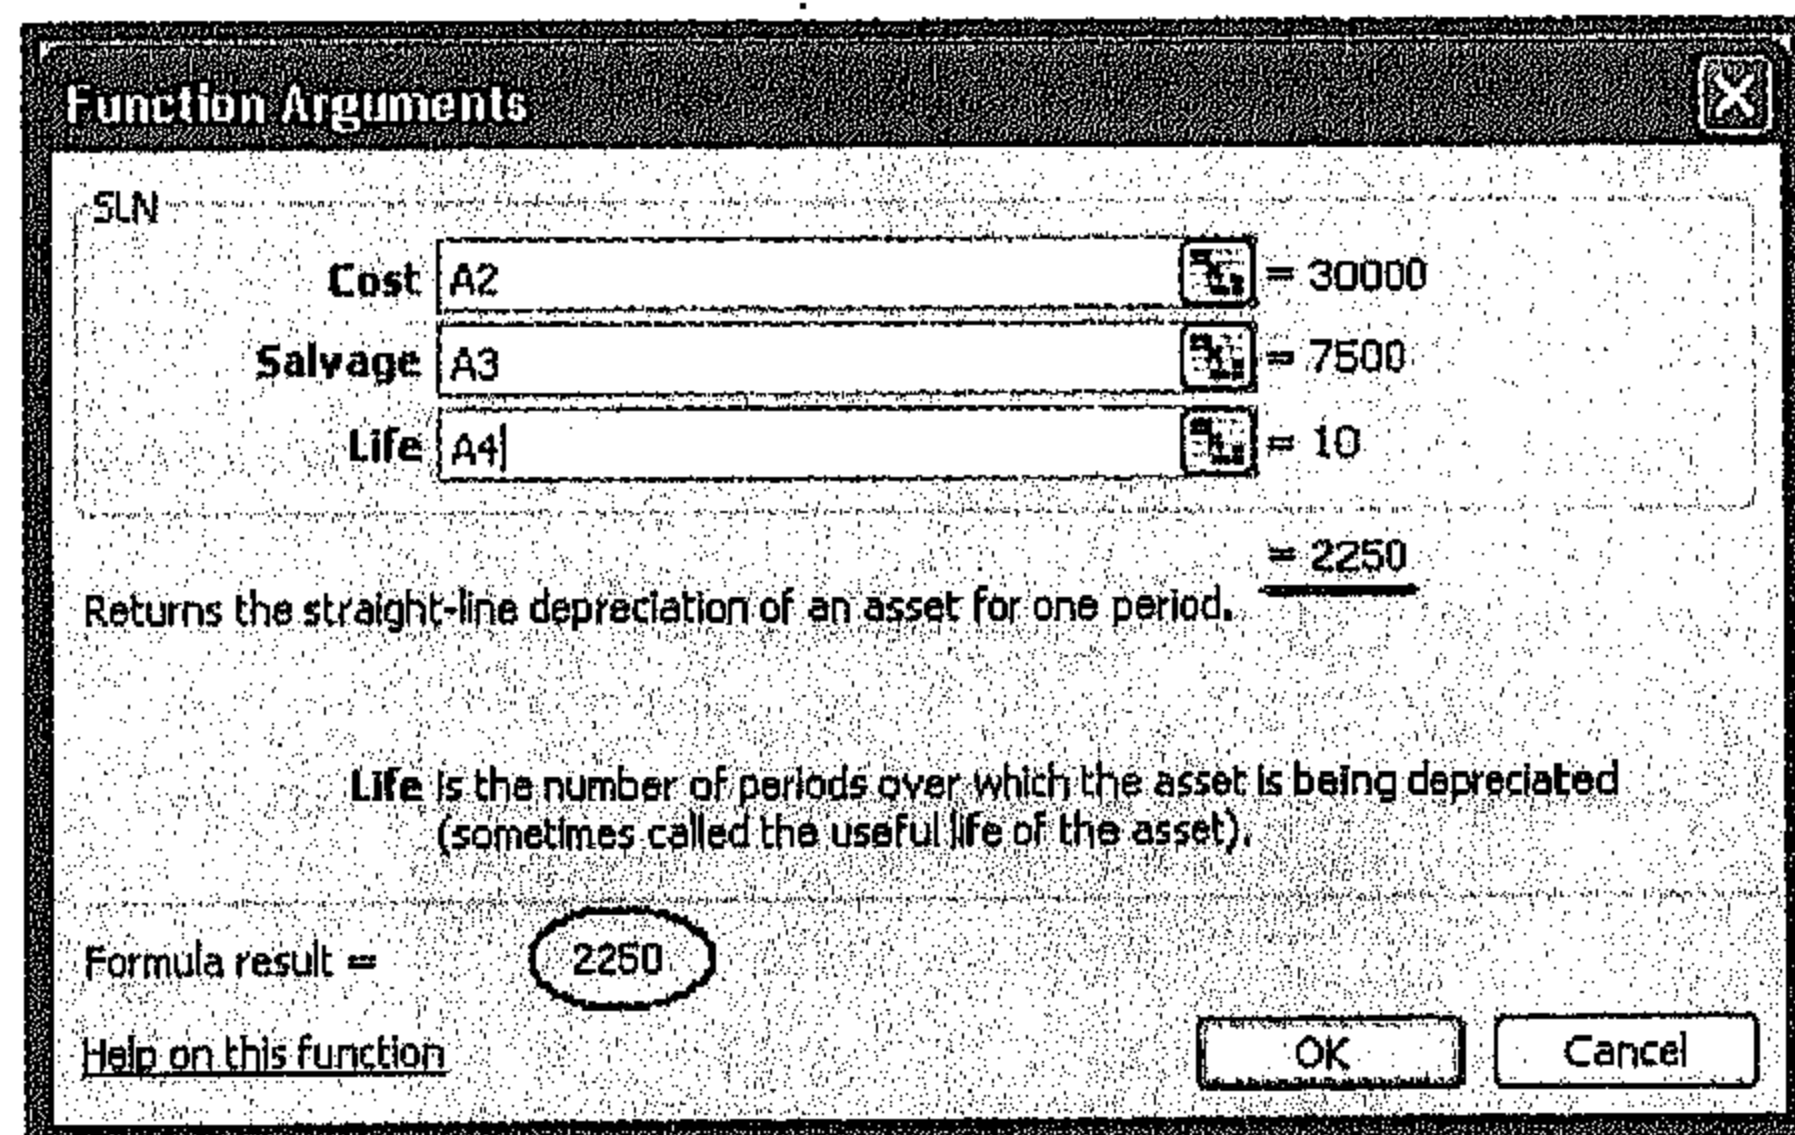 Function Arguments
SLN
Cost A2 = 30000
Salvage A3 = 7500
Life A4 = 10
= 2250
Returns the straight-line depreciation of an asset for one period.
Life is the number of periods over which the asset is being depreciated
(sometimes called the useful life of the asset).
Formula result = 2250
Help on this function
OK Cancel